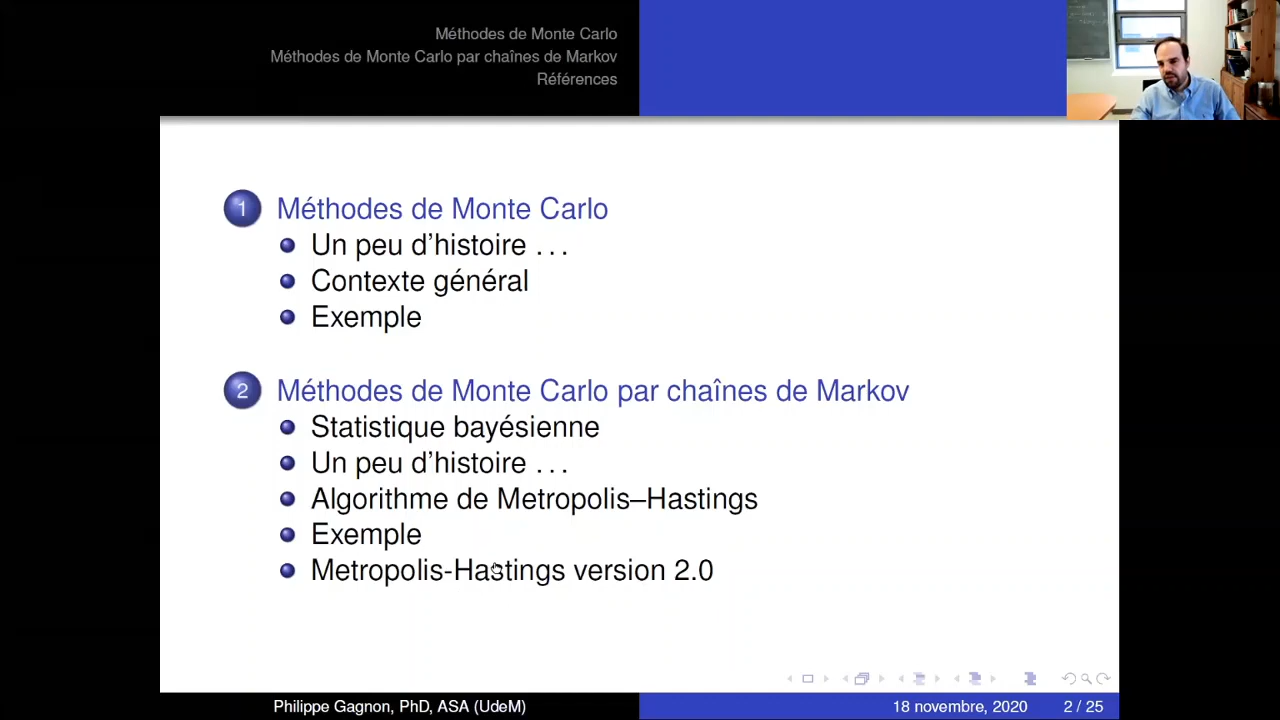 Méthodes de Monte Carlo
Méthodes de Monte Carlo par chaînes de Markov
Références
1 Méthodes de Monte Carlo
Un peu d'histoire . . .
Contexte général
Exemple
2 Méthodes de Monte Carlo par chaînes de Markov
Statistique bayésienne
Un peu d'histoire . . .
Algorithme de Metropolis–Hastings
Exemple
Metropolis-Hastings version 2.0
Philippe Gagnon, PhD, ASA (UdeM) 18 novembre, 2020 2 / 25